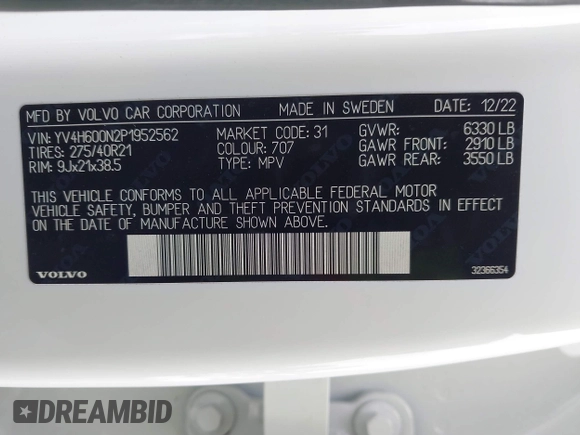 MFD BY VOLVO CAR CORPORATION MADE IN SWEDEN DATE: 12/22
VIN: YV4H600N2P1952562 MARKET CODE: 31 GVWR: 6330 LB
TIRES: 275/40R21 COLOUR: 707 GAWR FRONT: 2910 LB
RIM: 9Jx21x38.5 TYPE: MPV GAWR REAR: 3550 LB
THIS VEHICLE CONFORMS TO ALL APPLICABLE FEDERAL MOTOR
VEHICLE SAFETY, BUMPER AND THEFT PREVENTION STANDARDS IN EFFECT
ON THE DATE OF MANUFACTURE SHOWN ABOVE.
VOLVO 32366354
DREAMBID